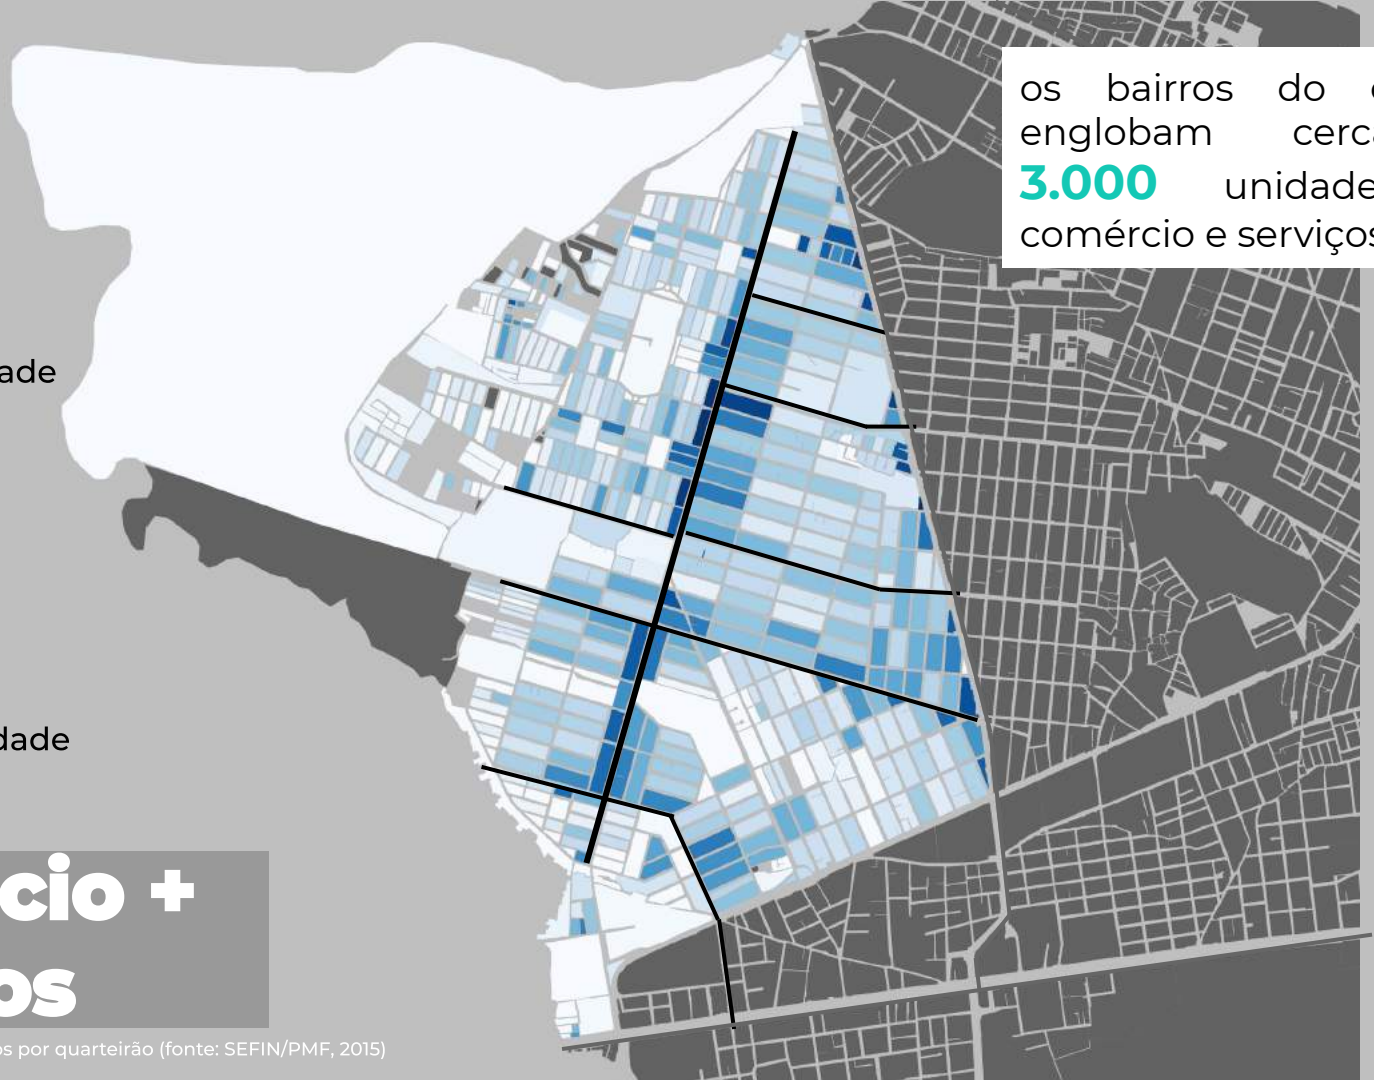 os bairros do
englobam cerca
3.000 unidade
comércio e serviços
ade
dade
cio +
os
os por quarteirão (fonte: SEFIN/PMF, 2015)